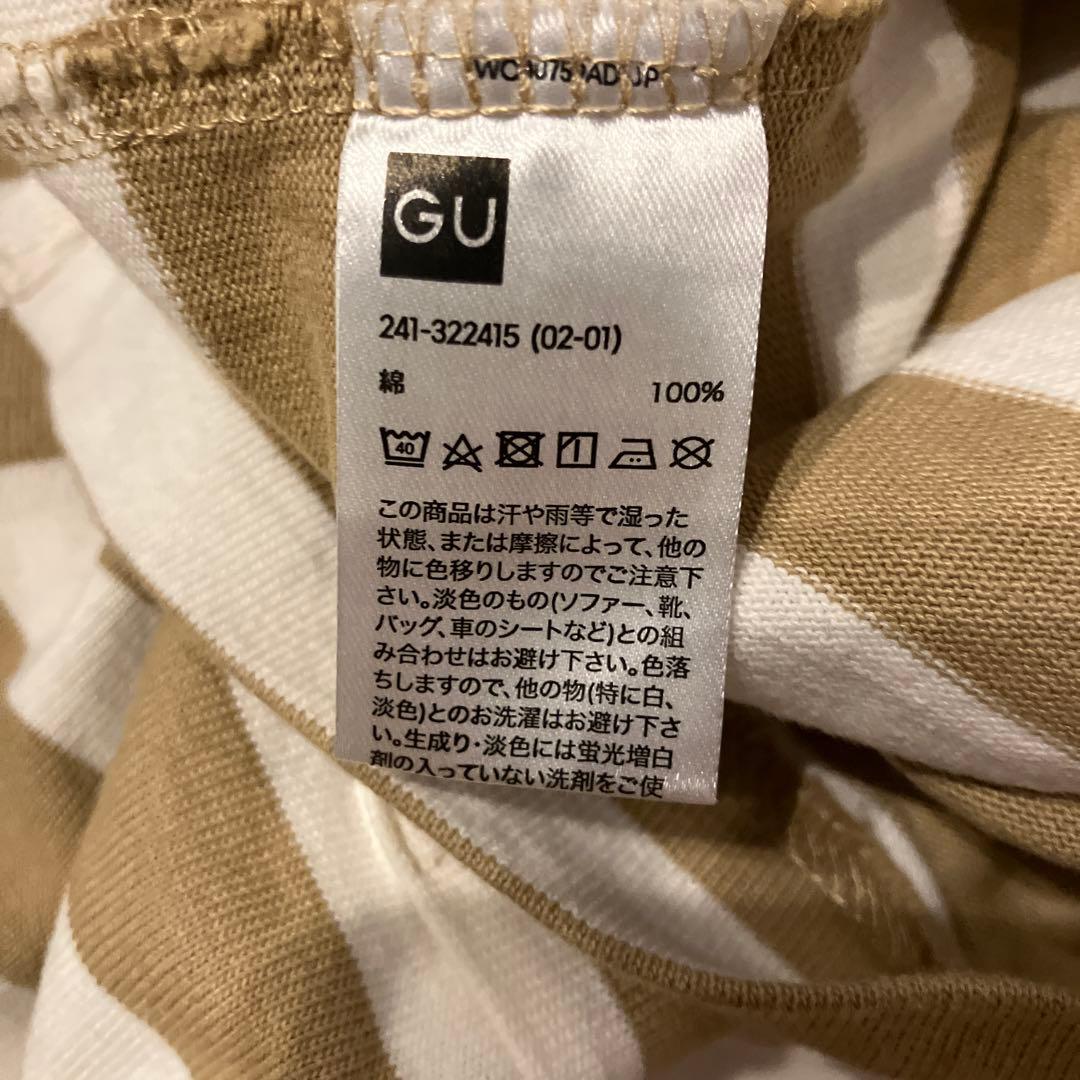 GU
241-322415 (02-01)
綿 100%
40
この商品は汗や雨等で湿った
状態、または摩擦によって、他の
物に色移りしますのでご注意下
さい。淡色のもの(ソファー、靴、
バッグ、車のシートなど)との組
み合わせはお避け下さい。色落
ちしますので、他の物(特に白、
淡色)とのお洗濯はお避け下さ
い。生成り・淡色には蛍光増白
剤の入っていない洗剤をご使